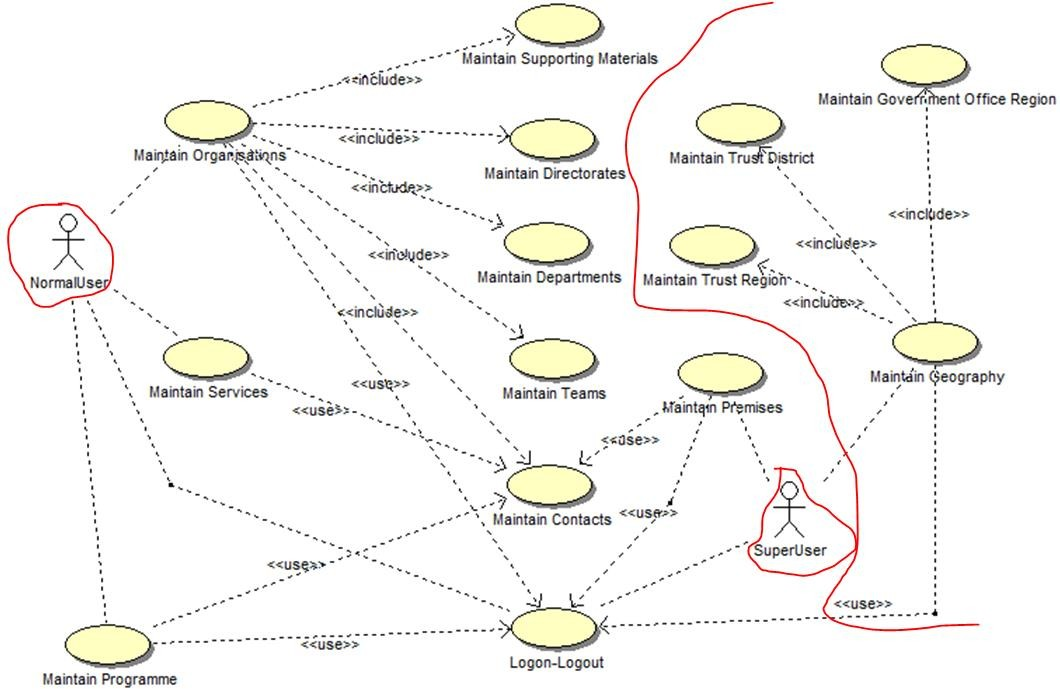 Maintain Supporting Materials
Maintain Government Office Region
<<include>>
Maintain Organisations
<<include>>
Maintain Directorates
Maintain Trust District
<<include>>
Maintain Departments
<<include>>
<<include>>
<<include>>
NormalUser
Maintain Trust Region
<<include>>
<<include>>
Maintain Services
<<use>>
<<use>>
Maintain Teams
Maintain Premises
Maintain Geography
<<use>>
Maintain Contacts
<<use>>
SuperUser
<<use>>
<<use>>
<<use>>
Logon-Logout
Maintain Programme